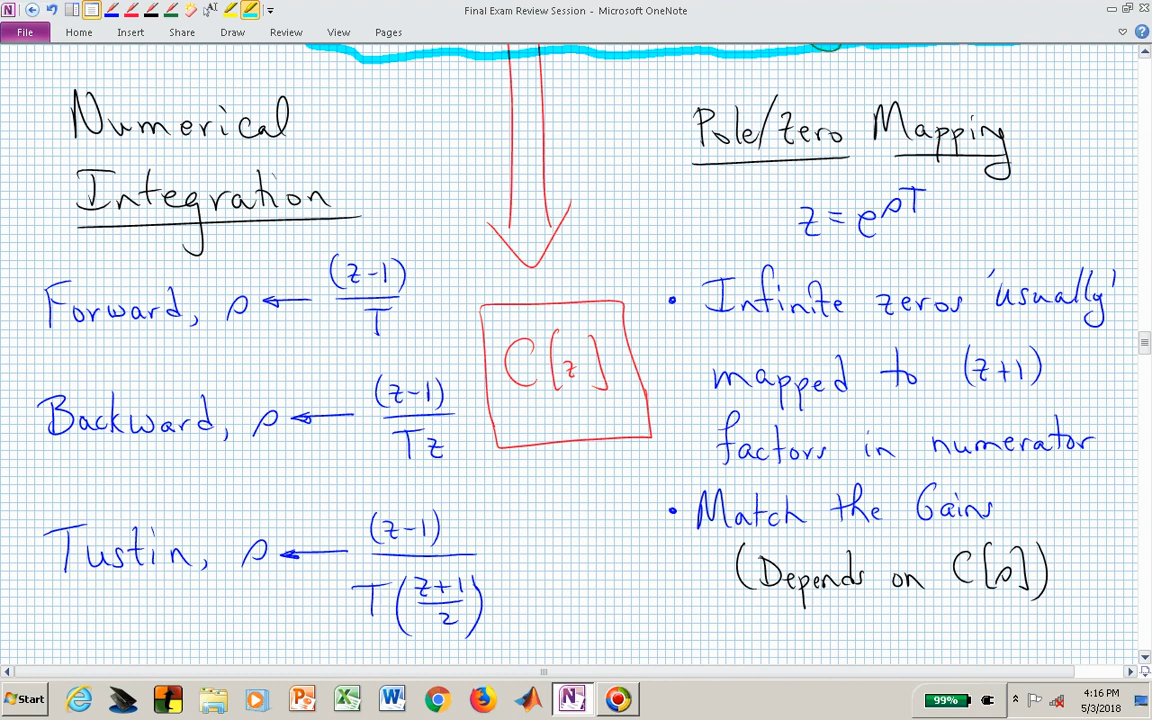 Final Exam Review Session - Microsoft OneNote
File Home Insert Share Draw Review View Pages
Numerical
Integration
Forward, s ← (z-1)/T
Backward, s ← (z-1)/Tz
Tustin, s ← (z-1)/T((z+1)/2)
C[z]
Pole/Zero Mapping
z = e^sT
• Infinite zeros 'usually'
mapped to (z+1)
factors in numerator
• Match the Gains
(Depends on C[s])
Start
99%
4:16 PM
5/3/2018